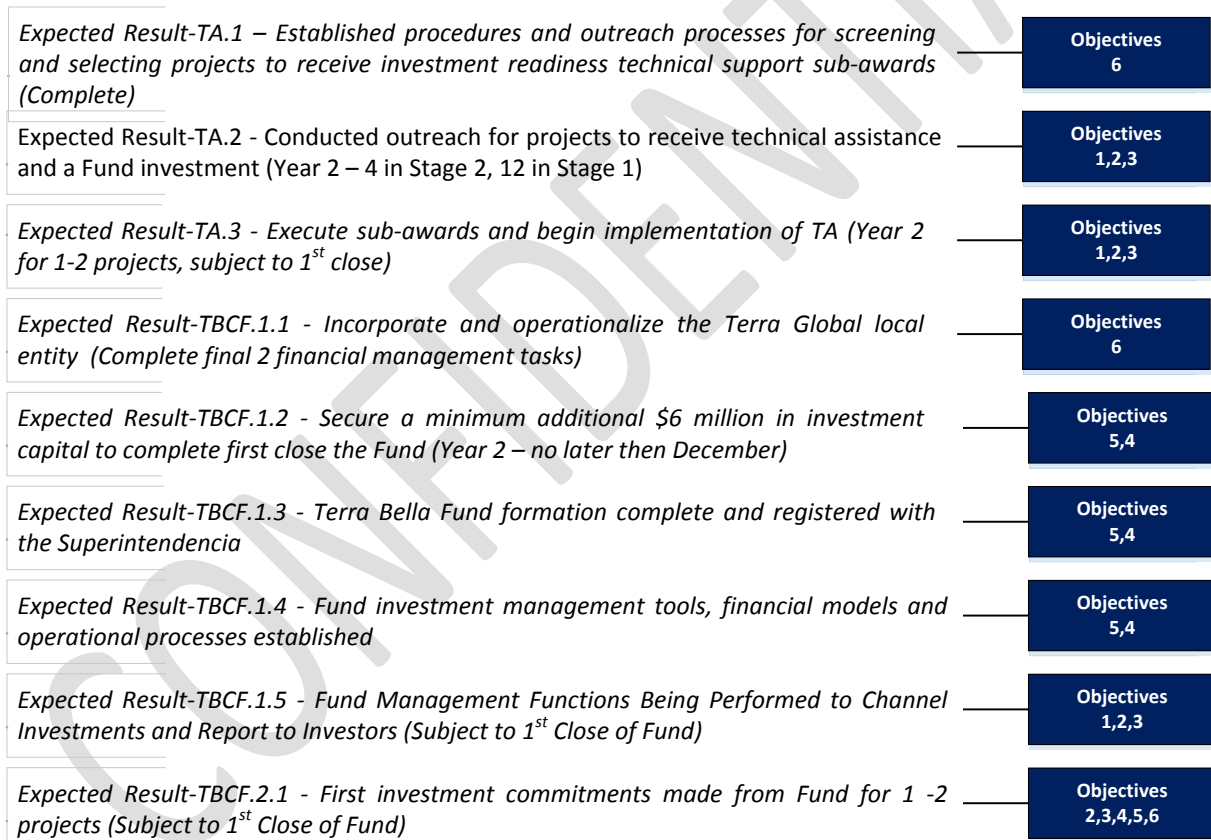 Expected Result-TA.1 – Established procedures and outreach processes for screening
and selecting projects to receive investment readiness technical support sub-awards
(Complete)
Objectives
6
Expected Result-TA.2 - Conducted outreach for projects to receive technical assistance
and a Fund investment (Year 2 – 4 in Stage 2, 12 in Stage 1)
Objectives
1,2,3
Expected Result-TA.3 - Execute sub-awards and begin implementation of TA (Year 2
for 1-2 projects, subject to 1st close)
Objectives
1,2,3
Expected Result-TBCF.1.1 - Incorporate and operationalize the Terra Global local
entity (Complete final 2 financial management tasks)
Objectives
6
Expected Result-TBCF.1.2 - Secure a minimum additional $6 million in investment
capital to complete first close the Fund (Year 2 – no later then December)
Objectives
5,4
Expected Result-TBCF.1.3 - Terra Bella Fund formation complete and registered with
the Superintendencia
Objectives
5,4
Expected Result-TBCF.1.4 - Fund investment management tools, financial models and
operational processes established
Objectives
5,4
Expected Result-TBCF.1.5 - Fund Management Functions Being Performed to Channel
Investments and Report to Investors (Subject to 1st Close of Fund)
Objectives
1,2,3
Expected Result-TBCF.2.1 - First investment commitments made from Fund for 1 -2
projects (Subject to 1st Close of Fund)
Objectives
2,3,4,5,6
CONFIDENTIA